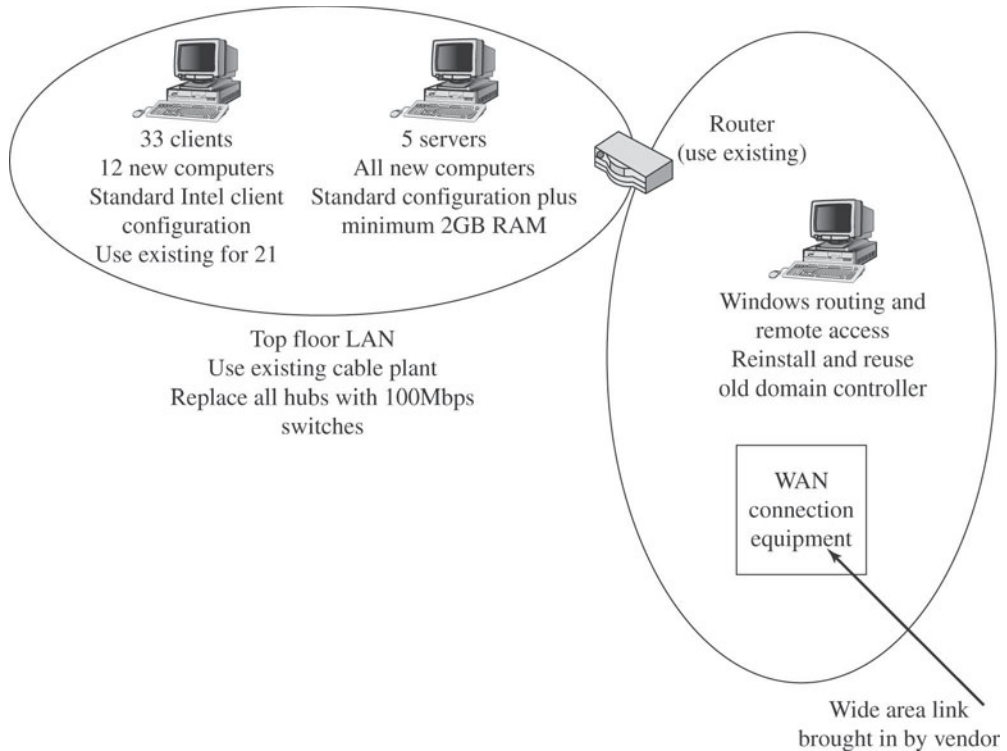 33 clients
12 new computers
Standard Intel client
configuration
Use existing for 21
5 servers
All new computers
Standard configuration plus
minimum 2GB RAM
Router
(use existing)
Windows routing and
remote access
Reinstall and reuse
old domain controller
Top floor LAN
Use existing cable plant
Replace all hubs with 100Mbps
switches
WAN
connection
equipment
Wide area link
brought in by vendor